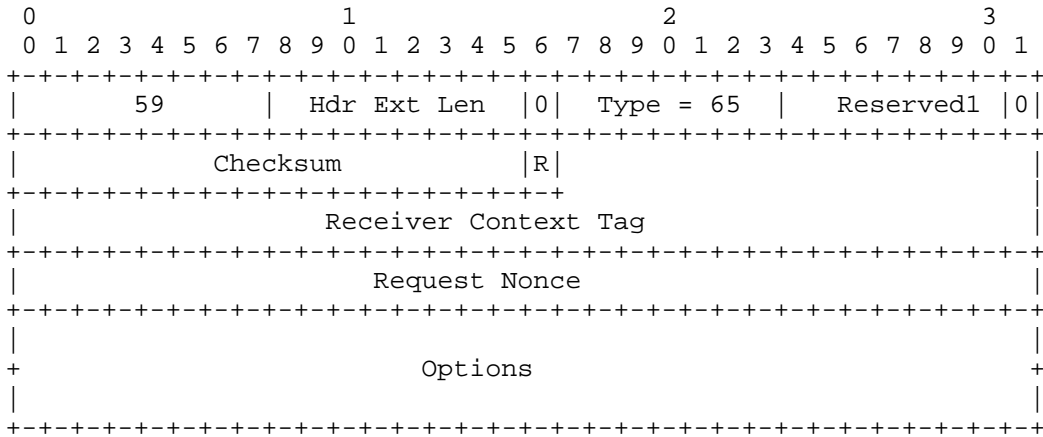 0                   1                   2                   3
 0 1 2 3 4 5 6 7 8 9 0 1 2 3 4 5 6 7 8 9 0 1 2 3 4 5 6 7 8 9 0 1
+-+-+-+-+-+-+-+-+-+-+-+-+-+-+-+-+-+-+-+-+-+-+-+-+-+-+-+-+-+-+-+-+
|       59      |  Hdr Ext Len  |0|  Type = 65  |   Reserved1 |0|
+-+-+-+-+-+-+-+-+-+-+-+-+-+-+-+-+-+-+-+-+-+-+-+-+-+-+-+-+-+-+-+-+
|            Checksum           |R|                             |
+-+-+-+-+-+-+-+-+-+-+-+-+-+-+-+-+-+                             |
|                   Receiver Context Tag                        |
+-+-+-+-+-+-+-+-+-+-+-+-+-+-+-+-+-+-+-+-+-+-+-+-+-+-+-+-+-+-+-+-+
|                      Request Nonce                            |
+-+-+-+-+-+-+-+-+-+-+-+-+-+-+-+-+-+-+-+-+-+-+-+-+-+-+-+-+-+-+-+-+
|                                                               |
+                         Options                               +
|                                                               |
+-+-+-+-+-+-+-+-+-+-+-+-+-+-+-+-+-+-+-+-+-+-+-+-+-+-+-+-+-+-+-+-+